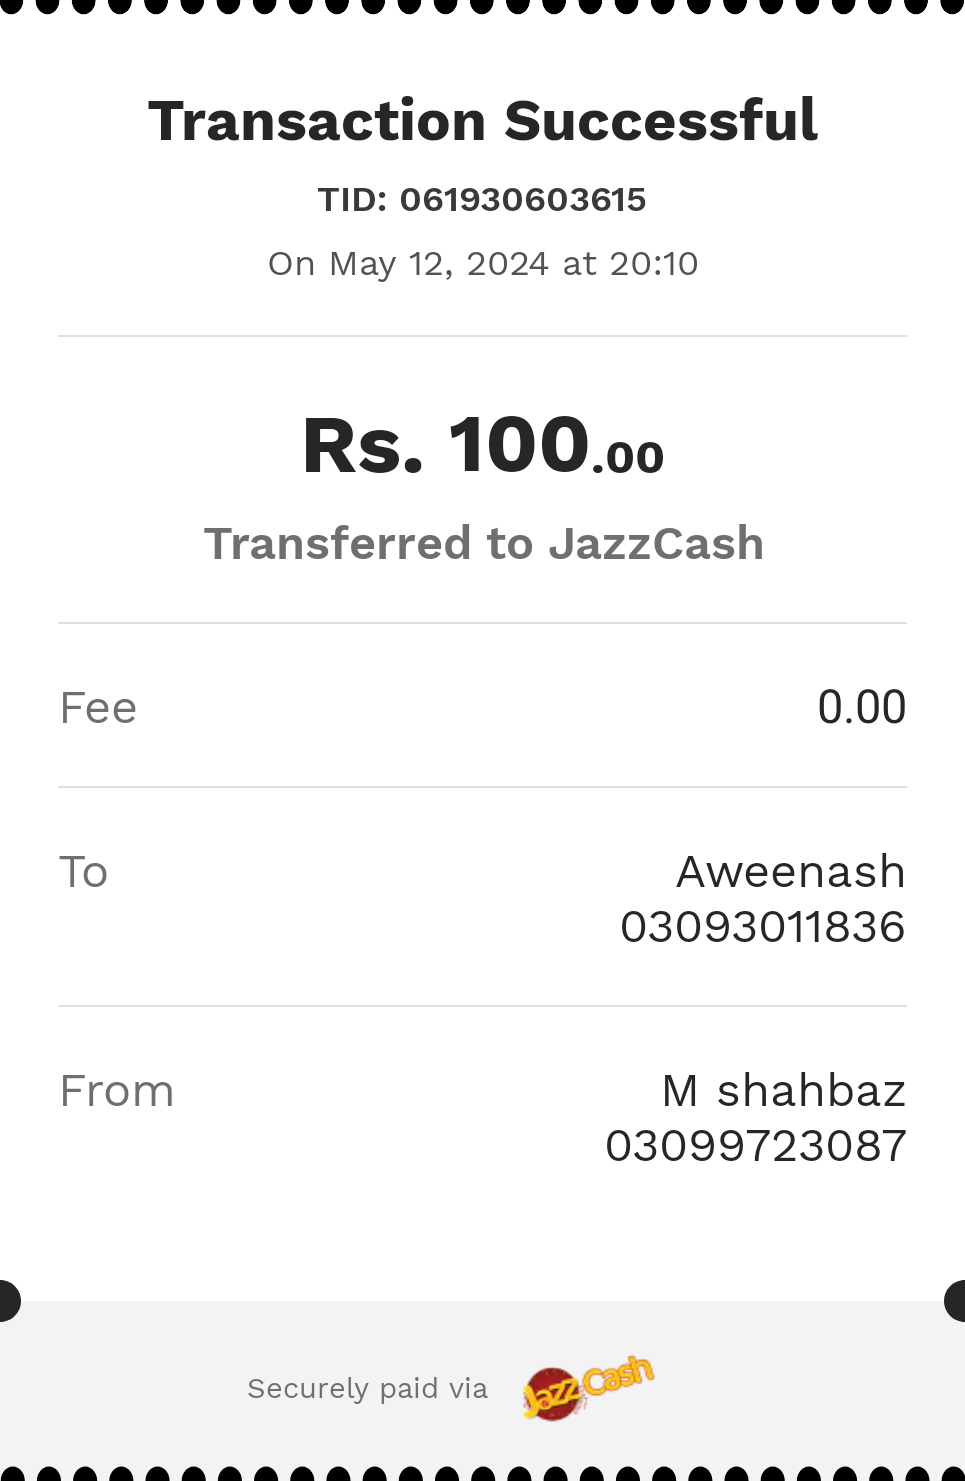 Transaction Successful
TID: 061930603615
On May 12, 2024 at 20:10
Rs. 100.00
Transferred to JazzCash
Fee 0.00
To Aweenash
03093011836
From M shahbaz
03099723087
Securely paid via JazzCash